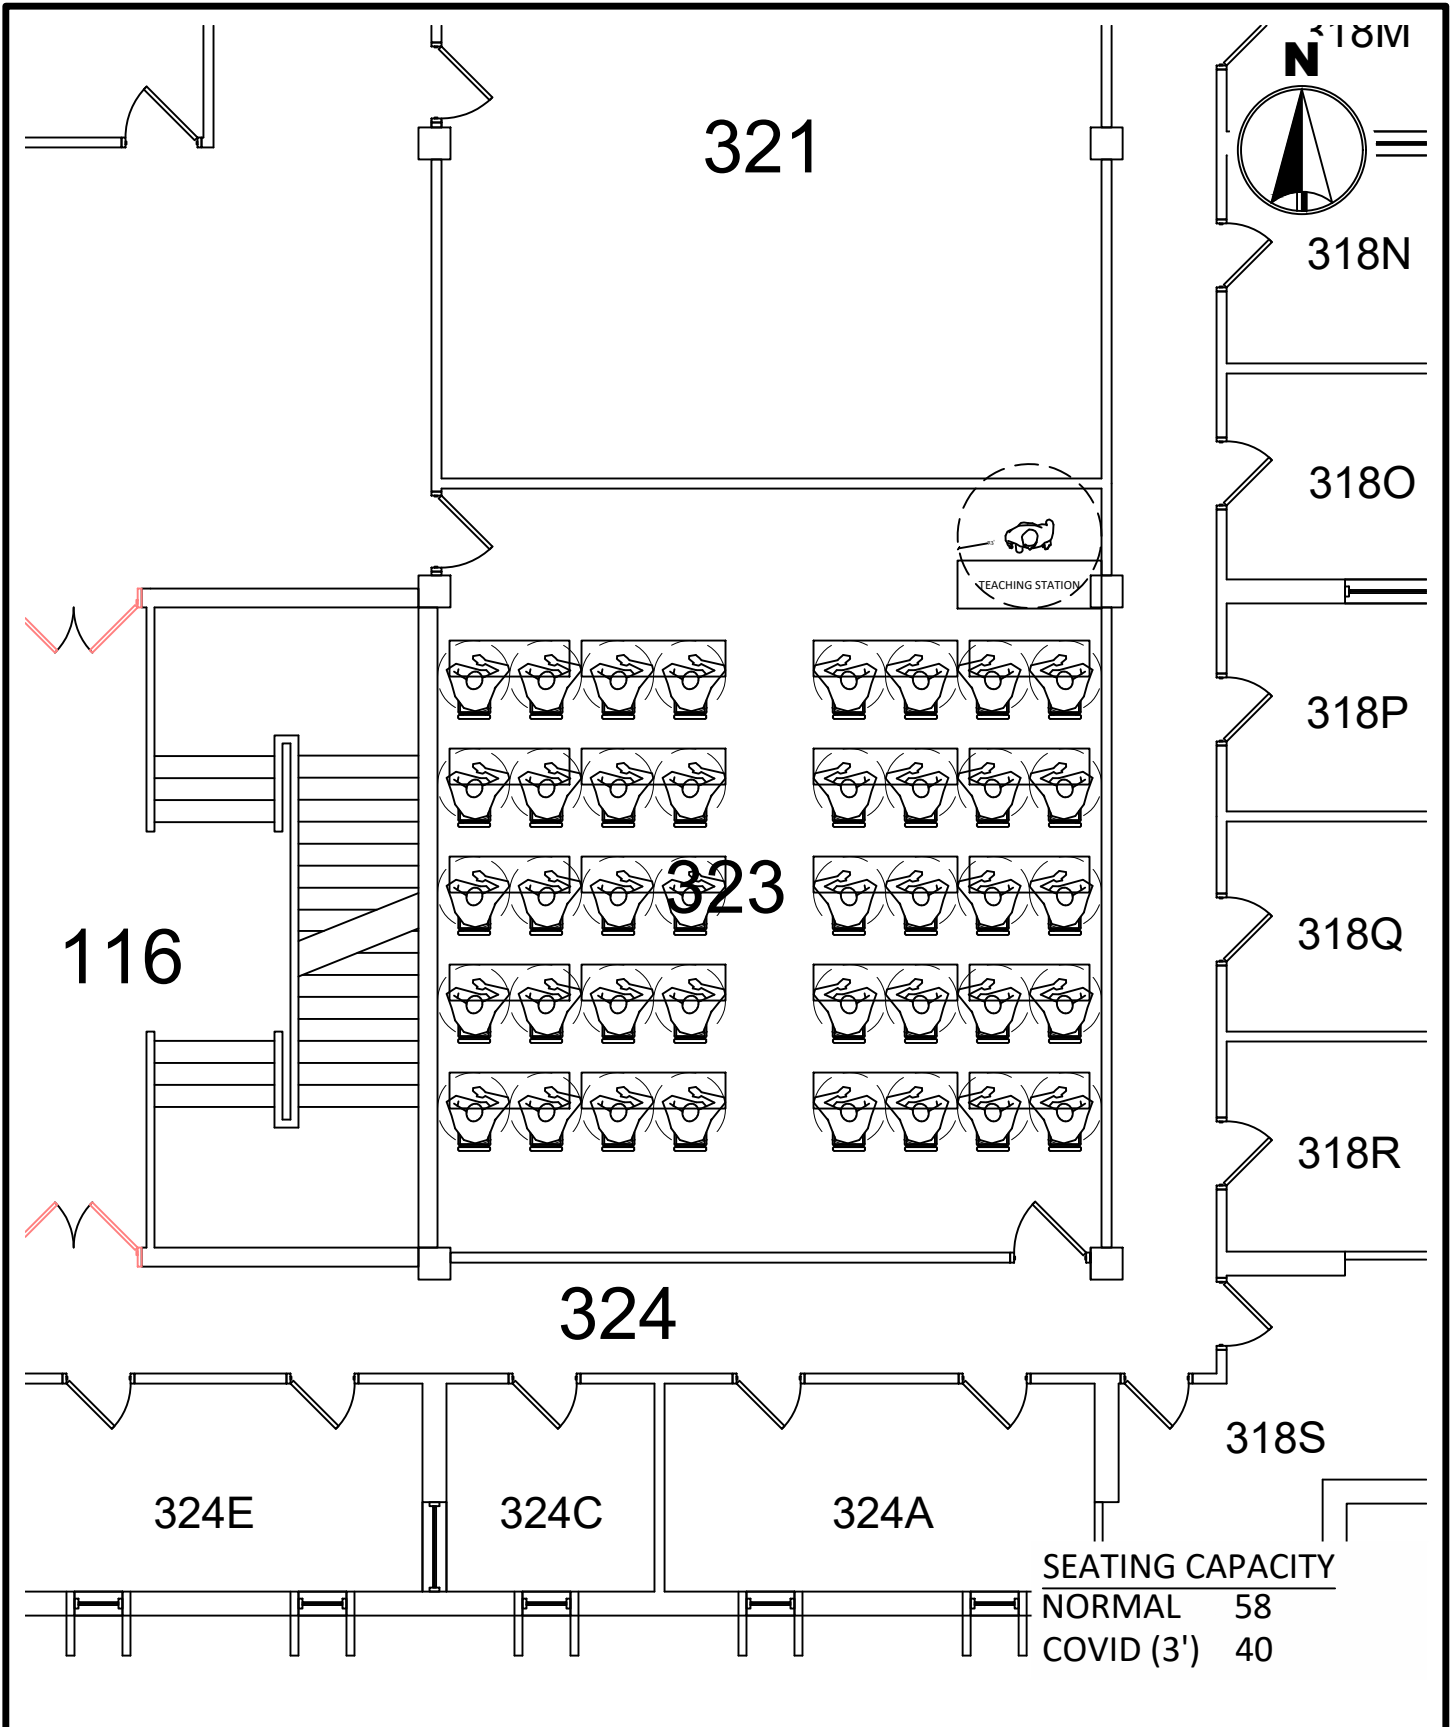 318M
N
321
318N
318O
TEACHING STATION
318P
323
318Q
116
318R
324
318S
324E
324C
324A
SEATING CAPACITY
NORMAL 58
COVID (3') 40